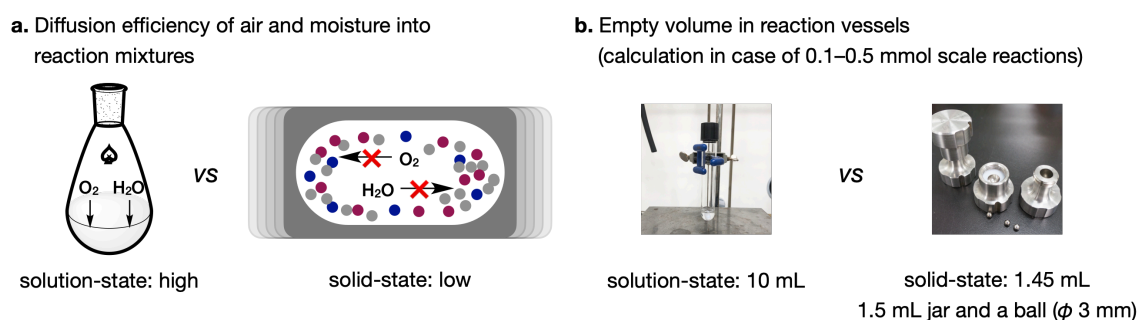 a. Diffusion efficiency of air and moisture into
reaction mixtures
O₂ H₂O
vs
O₂
H₂O
solution-state: high
solid-state: low
b. Empty volume in reaction vessels
(calculation in case of 0.1–0.5 mmol scale reactions)
vs
solution-state: 10 mL
solid-state: 1.45 mL
1.5 mL jar and a ball (ϕ 3 mm)